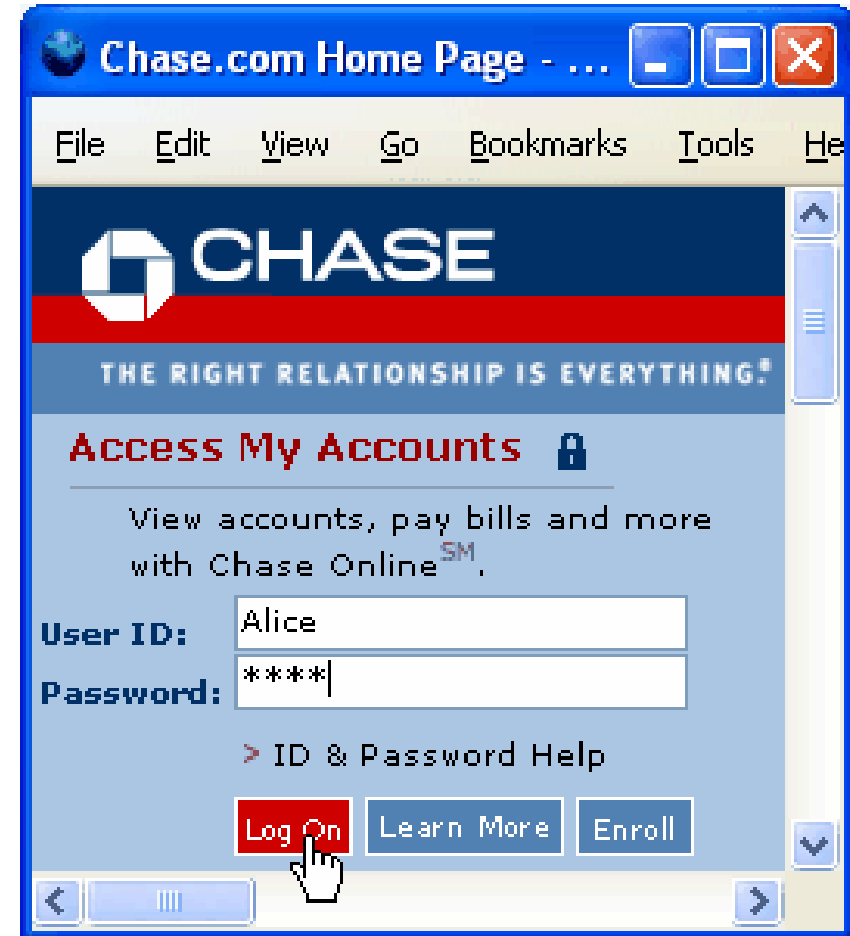 Chase.com Home Page - ...
File Edit View Go Bookmarks Tools He
CHASE
THE RIGHT RELATIONSHIP IS EVERYTHING.®
Access My Accounts
View accounts, pay bills and more
with Chase Online℠.
User ID: Alice
Password: ****
> ID & Password Help
Log On Learn More Enroll